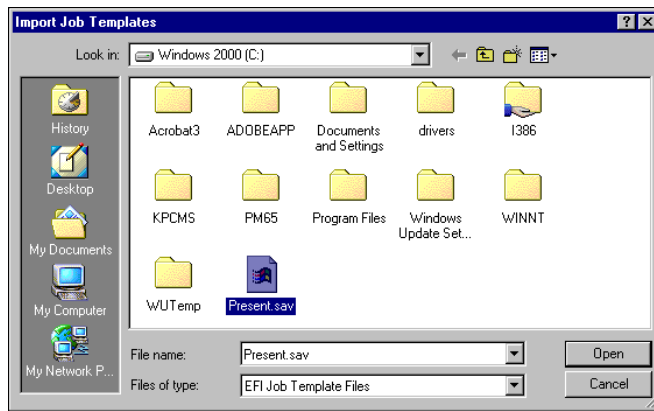 Import Job Templates
Look in: Windows 2000 (C:)
History
Desktop
My Documents
My Computer
My Network P...
Acrobat3 ADOBEAPP Documents and Settings drivers I386
KPCMS PM65 Program Files Windows Update Set... WINNT
WUTemp Present.sav
File name: Present.sav Open
Files of type: EFI Job Template Files Cancel